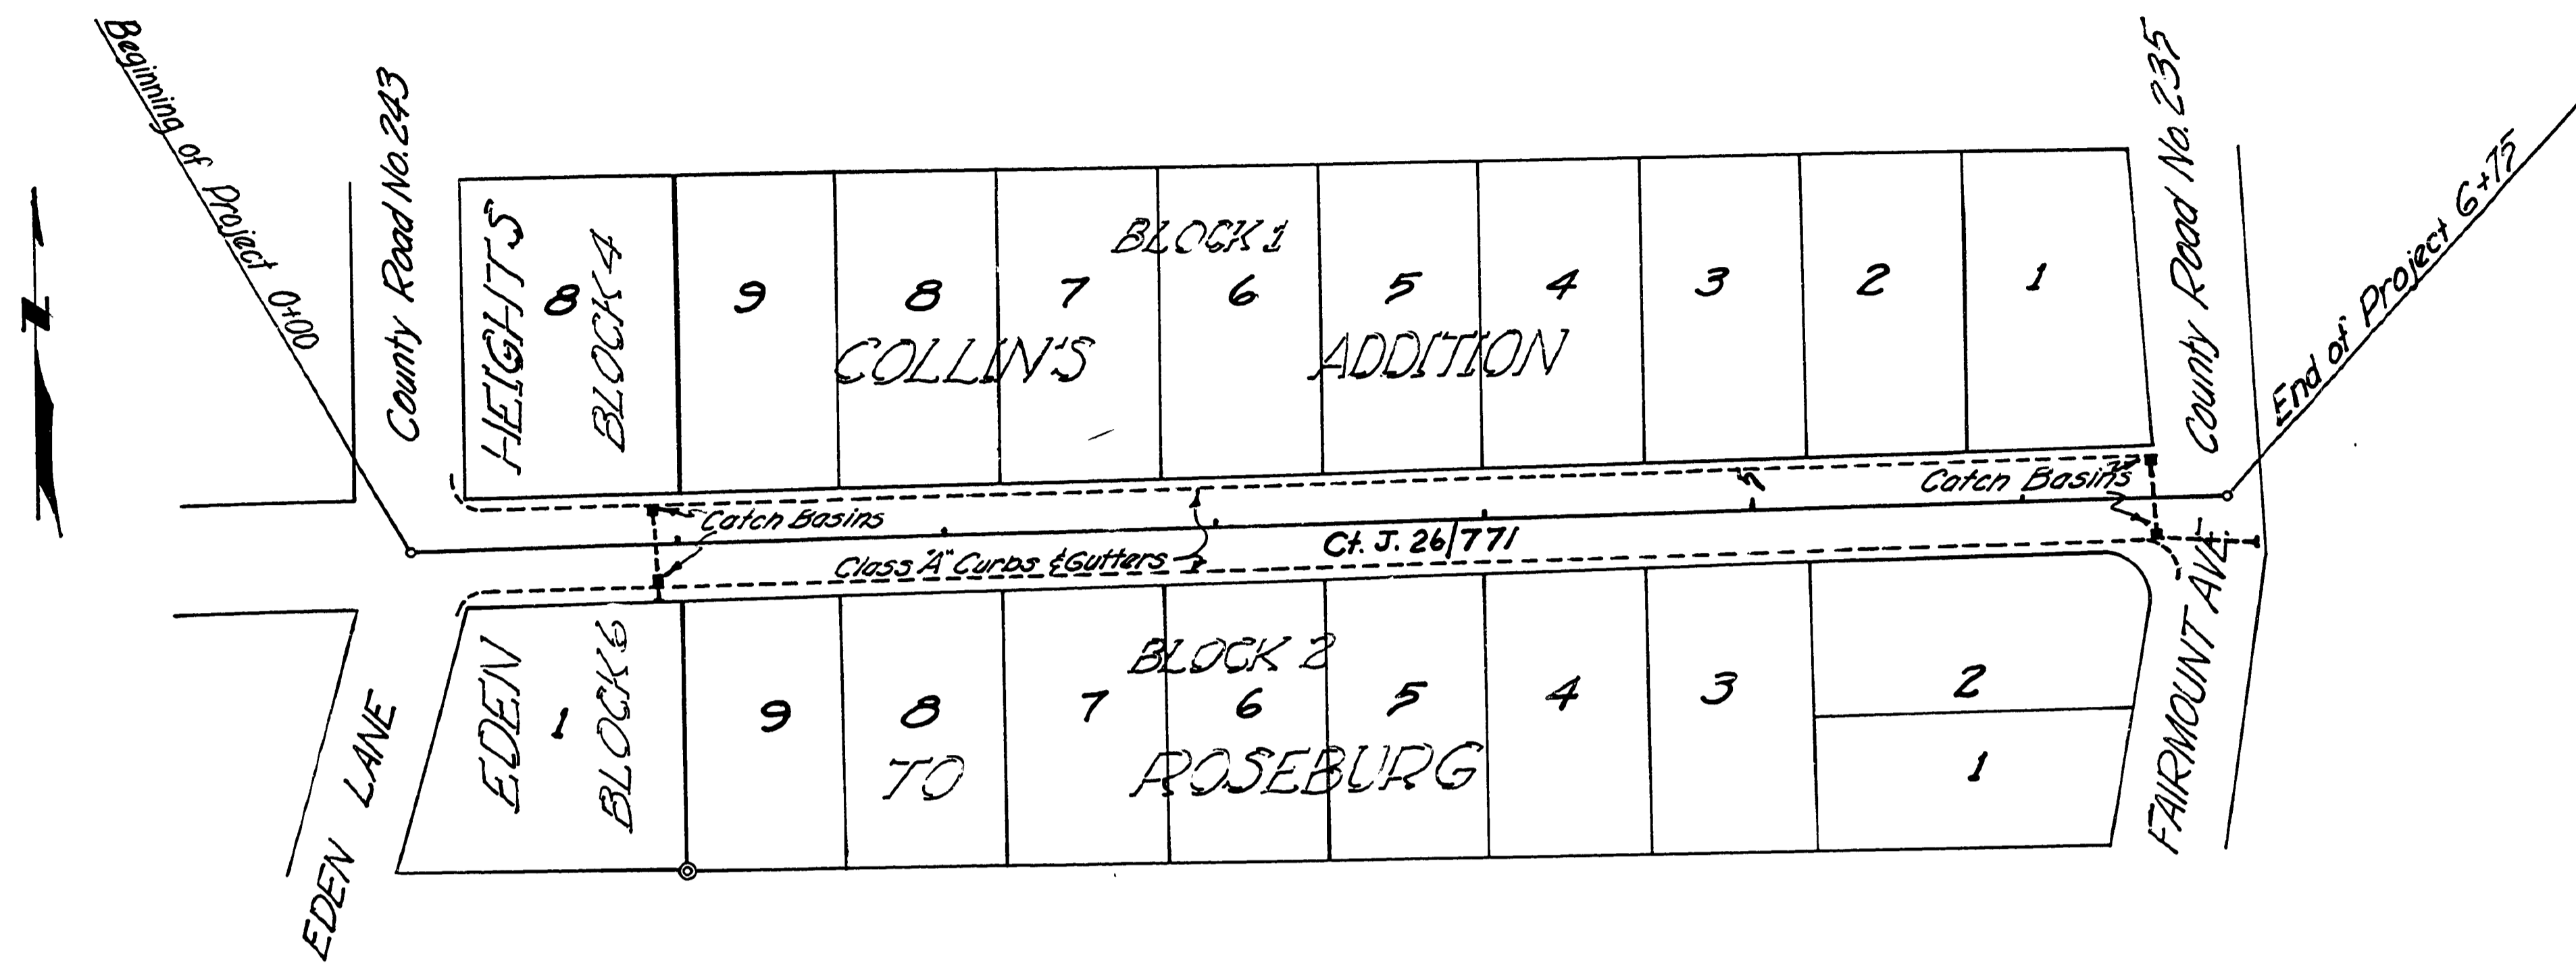 Beginning of Project 0+00
County Road No. 243
N
HEIGHTS
8
BLOCK 4
BLOCK 1
9
8
7
6
5
4
3
2
1
COLLIN'S ADDITION
County Road No. 235
End of Project 6+75
Catch Basins
Catch Basins
Class "A" Curbs & Gutters
Ct. J. 26/771
EDEN
1
BLOCK 6
BLOCK 2
9
8
7
6
5
4
3
2
1
TO ROSEBURG
EDEN LANE
FAIRMOUNT AVE.